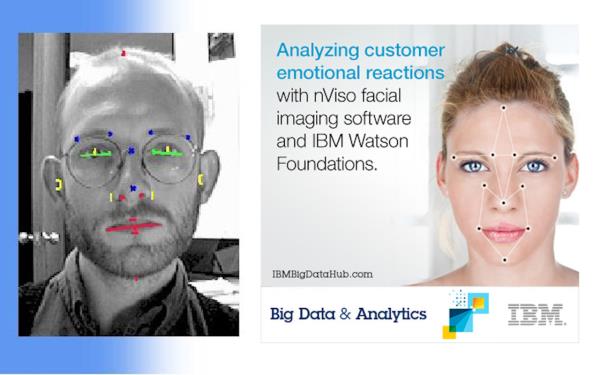 Analyzing customer
emotional reactions
with nViso facial
imaging software
and IBM Watson
Foundations.
IBMBigDataHub.com
Big Data & Analytics
IBM.